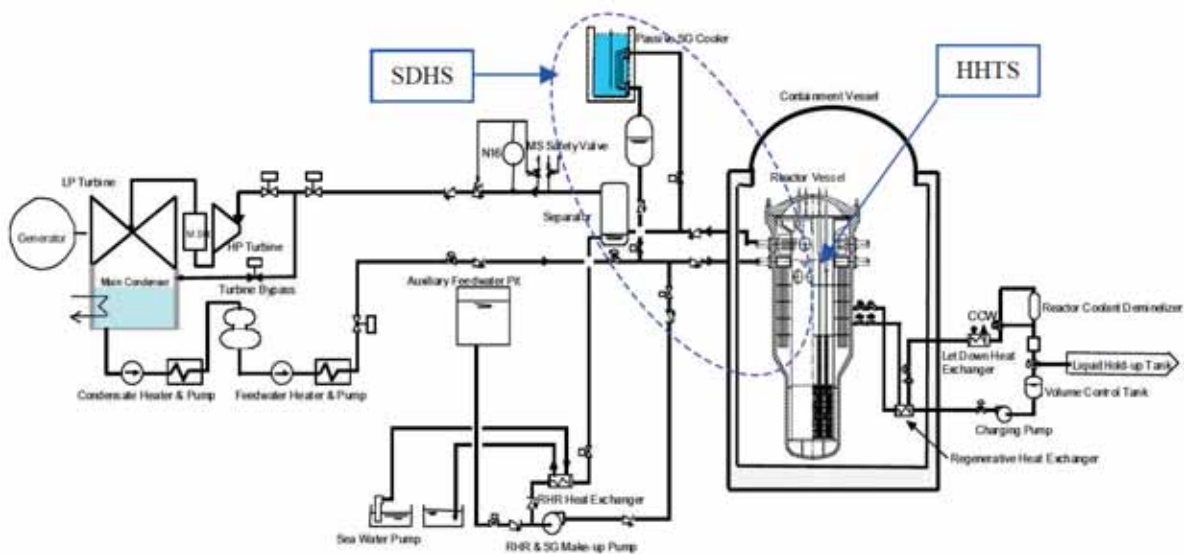 SDHS
Passive SG Cooler
HHTS
Containment Vessel
N16
MS Safety Valve
LP Turbine
Reactor Vessel
Separator
Generator
HP Turbine
Main Condenser
Turbine Bypass
Auxiliary Feedwater Pit
CCW
Reactor Coolant Deminelizer
Let Down Heat
Exchanger
Liquid Hold-up Tank
Volume Control Tank
Condensate Heater & Pump
Feedwater Heater & Pump
Charging Pump
Regenerative Heat Exchanger
RHR Heat Exchanger
Sea Water Pump
RHR & SG Make-up Pump